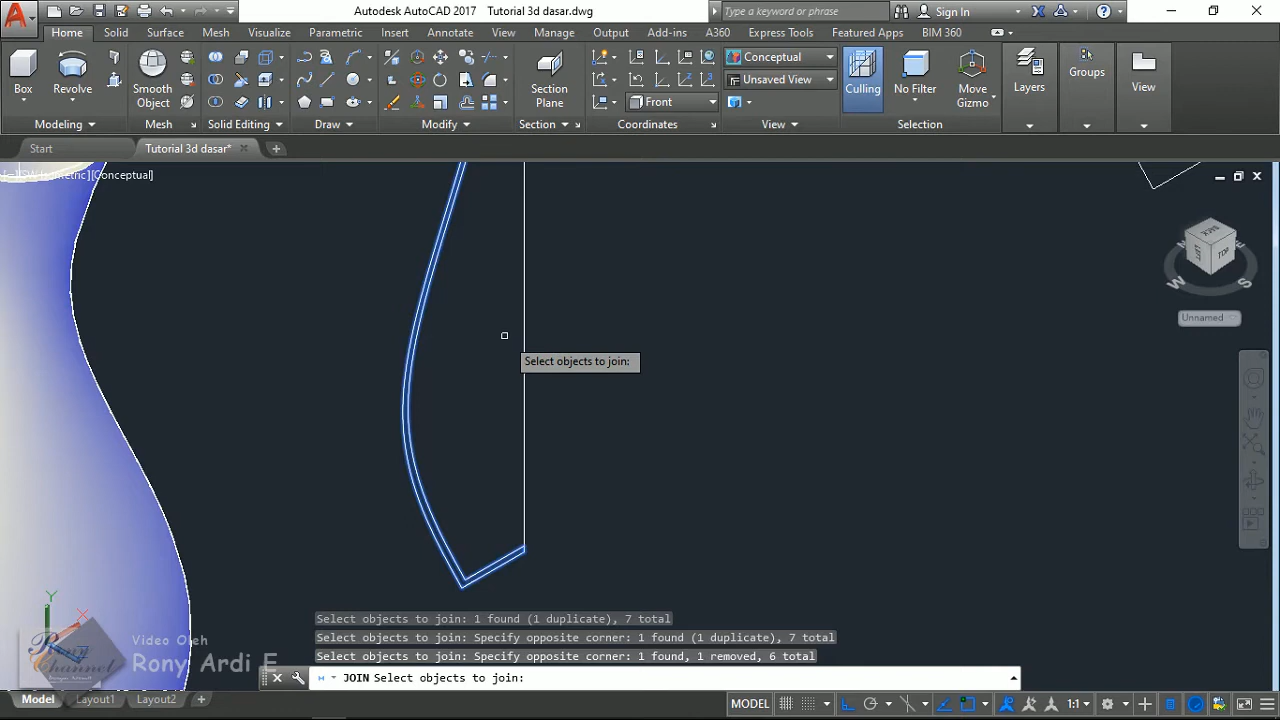 Autodesk AutoCAD 2017 Tutorial 3d dasar.dwg
Type a keyword or phrase
Sign In
Home Solid Surface Mesh Visualize Parametric Insert Annotate View Manage Output Add-ins A360 Express Tools Featured Apps BIM 360
Box
Revolve
Smooth Object
Section Plane
Front
Conceptual
Unsaved View
Culling
No Filter
Move Gizmo
Layers
Groups
View
Modeling
Mesh
Solid Editing
Draw
Modify
Section
Coordinates
View
Selection
Start
Tutorial 3d dasar*
[Conceptual]
TOP
W
S
Unnamed
Select objects to join:
Y
X
Video Oleh
Rony Ardi E
Channel
Select objects to join: 1 found (1 duplicate), 7 total
Select objects to join: Specify opposite corner: 1 found (1 duplicate), 7 total
Select objects to join: Specify opposite corner: 1 found, 1 removed, 6 total
JOIN Select objects to join:
Model Layout1 Layout2
MODEL
1:1